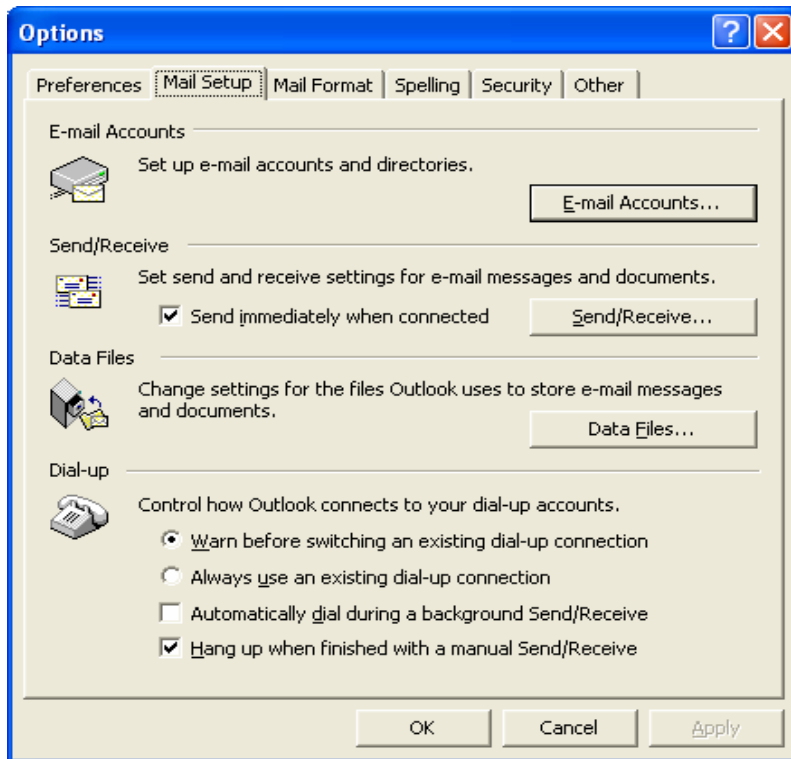 Options
Preferences Mail Setup Mail Format Spelling Security Other
E-mail Accounts
Set up e-mail accounts and directories.
E-mail Accounts...
Send/Receive
Set send and receive settings for e-mail messages and documents.
Send immediately when connected
Send/Receive...
Data Files
Change settings for the files Outlook uses to store e-mail messages
and documents.
Data Files...
Dial-up
Control how Outlook connects to your dial-up accounts.
Warn before switching an existing dial-up connection
Always use an existing dial-up connection
Automatically dial during a background Send/Receive
Hang up when finished with a manual Send/Receive
OK Cancel Apply